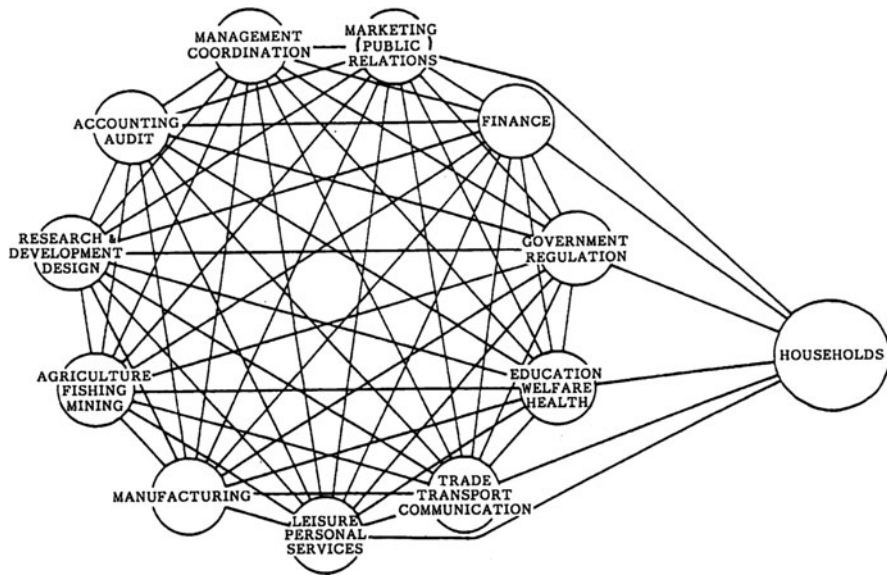 MANAGEMENT
COORDINATION
MARKETING
(PUBLIC)
RELATIONS
ACCOUNTING
AUDIT
FINANCE
RESEARCH &
DEVELOPMENT
DESIGN
GOVERNMENT
REGULATION
HOUSEHOLDS
AGRICULTURE
FISHING
MINING
EDUCATION
WELFARE
HEALTH
MANUFACTURING
TRADE
TRANSPORT
COMMUNICATION
LEISURE
PERSONAL
SERVICES